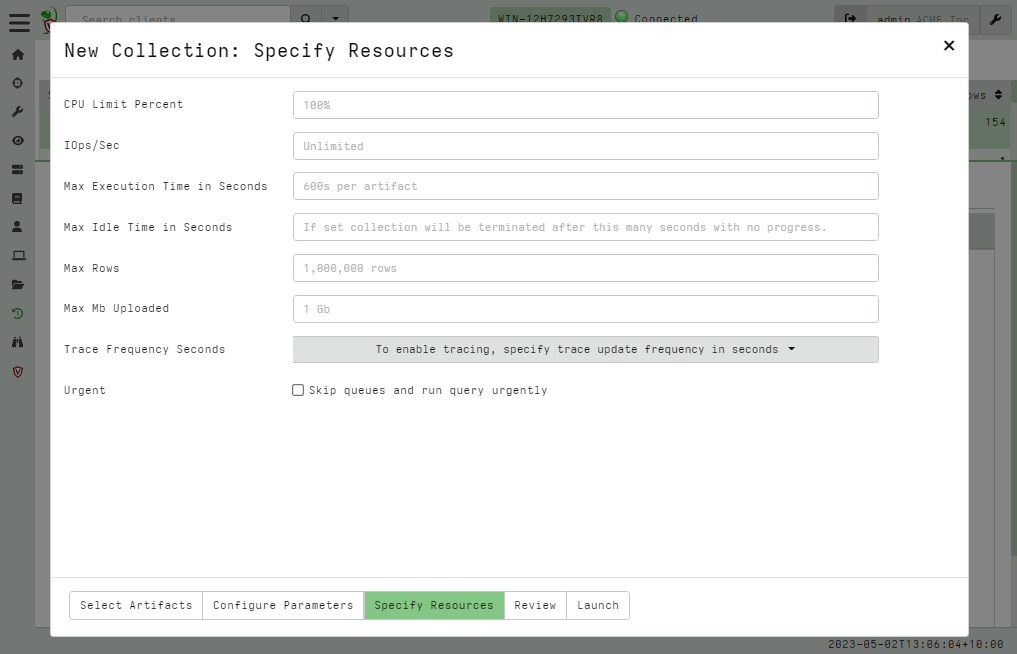 Search clients
WIN-12H7293TVR8 Connected
admin ACME Inc
New Collection: Specify Resources
CPU Limit Percent
100%
ows
IOps/Sec
Unlimited
154
Max Execution Time in Seconds
600s per artifact
Max Idle Time in Seconds
If set collection will be terminated after this many seconds with no progress.
Max Rows
1,000,000 rows
Max Mb Uploaded
1 Gb
Trace Frequency Seconds
To enable tracing, specify trace update frequency in seconds
Urgent
Skip queues and run query urgently
Select Artifacts
Configure Parameters
Specify Resources
Review
Launch
2023-05-02T13:06:04+10:00